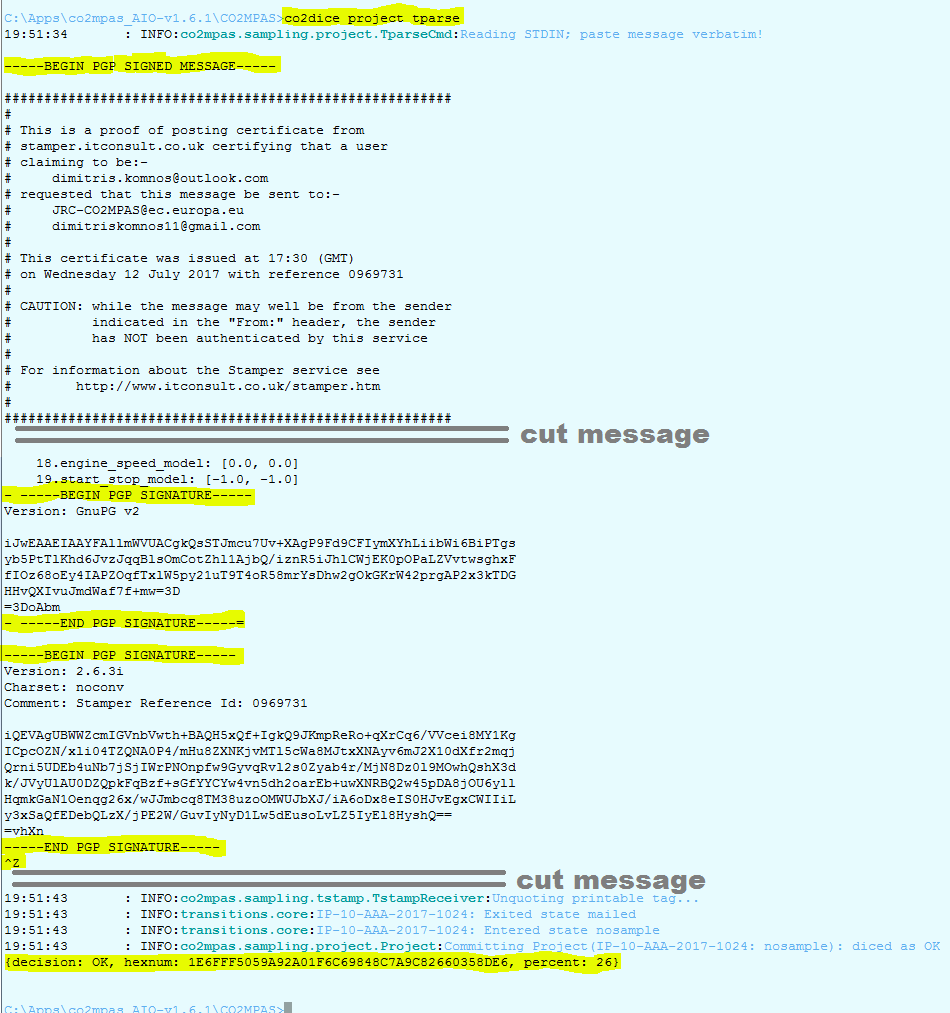 C:\Apps\co2mpas_AIO-v1.6.1\CO2MPAS>co2dice project tparse
19:51:34       : INFO:co2mpas.sampling.project.TparseCmd:Reading STDIN; paste message verbatim!
-----BEGIN PGP SIGNED MESSAGE-----
########################################################
#
# This is a proof of posting certificate from
# stamper.itconsult.co.uk certifying that a user
# claiming to be:-
#     dimitris.komnos@outlook.com
# requested that this message be sent to:-
#     JRC-CO2MPAS@ec.europa.eu
#     dimitriskomnos11@gmail.com
#
# This certificate was issued at 17:30 (GMT)
# on Wednesday 12 July 2017 with reference 0969731
#
# CAUTION: while the message may well be from the sender
#          indicated in the "From:" header, the sender
#          has NOT been authenticated by this service
#
# For information about the Stamper service see
#        http://www.itconsult.co.uk/stamper.htm
#
########################################################
cut message
    18.engine_speed_model: [0.0, 0.0]
    19.start_stop_model: [-1.0, -1.0]
- -----BEGIN PGP SIGNATURE-----
Version: GnuPG v2
iJwEAAEIAAYFAllmWVUACgkQsSTJmcu7Uv+XAgP9Fd9CFIymXYhLiibWi6BiPTgs
yb5PtTlKhd6JvzJqqBlsOmCotZhl1AjbQ/iznR5iJhlCWjEK0pOPaLZVvtwsghxF
fIOz68oEy4IAPZOqfTxlW5py21uT9T4oR58mrYsDhw2gOkGKrW42prgAP2x3kTDG
HHvQXIvuJmdWaf7f+mw=3D
=3DoAbm
- -----END PGP SIGNATURE-----=
-----BEGIN PGP SIGNATURE-----
Version: 2.6.3i
Charset: noconv
Comment: Stamper Reference Id: 0969731
iQEVAgUBWWZcmIGVnbVwth+BAQH5xQf+IgkQ9JKmpReRo+qXrCq6/VVcei8MY1Kg
ICpcOZN/xli04TZQNA0P4/mHu8ZXNKjvMTl5cWa8MJtxXNAyv6mJ2X10dXfr2mqj
Qrni5UDEb4uNb7jSjIWrPNOnpfw9GyvqRvl2s0Zyab4r/MjN8Dz0l9MOwhQshX3d
k/JVyUlAU0DZQpkFqBzf+sGfYYCYw4vn5dh2oarEb+uwXNRBQ2w45pDA8jOU6yll
HqmkGaN1Oenqg26x/wJJmbcq8TM38uzoOMWUJbXJ/iA6oDx8eIS0HJvEgxCWIIiL
y3xSaQfEDebQLzX/jPE2W/GuvIyNyD1Lw5dEusoLvLZ5IyEl8HyshQ==
=vhXn
-----END PGP SIGNATURE-----
^Z
cut message
19:51:43       : INFO:co2mpas.sampling.tstamp.TstampReceiver:Unquoting printable tag...
19:51:43       : INFO:transitions.core:IP-10-AAA-2017-1024: Exited state mailed
19:51:43       : INFO:transitions.core:IP-10-AAA-2017-1024: Entered state nosample
19:51:43       : INFO:co2mpas.sampling.project.Project:Committing Project(IP-10-AAA-2017-1024: nosample): diced as OK
{decision: OK, hexnum: 1E6FFF5059A92A01F6C69848C7A9C82660358DE6, percent: 26}
C:\Apps\co2mpas_AIO-v1.6.1\CO2MPAS>